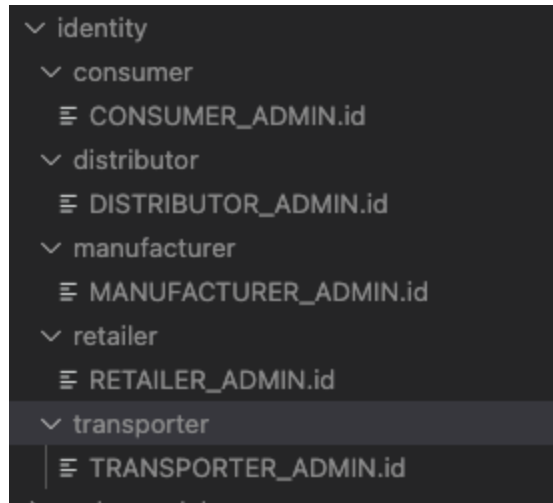 identity
consumer
CONSUMER_ADMIN.id
distributor
DISTRIBUTOR_ADMIN.id
manufacturer
MANUFACTURER_ADMIN.id
retailer
RETAILER_ADMIN.id
transporter
TRANSPORTER_ADMIN.id